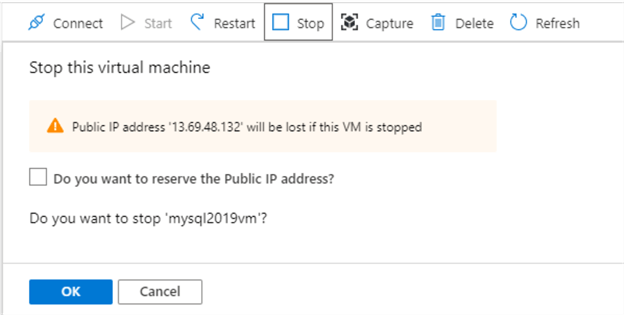 Connect Start Restart Stop Capture Delete Refresh
Stop this virtual machine
Public IP address '13.69.48.132' will be lost if this VM is stopped
Do you want to reserve the Public IP address?
Do you want to stop 'mysql2019vm'?
OK Cancel